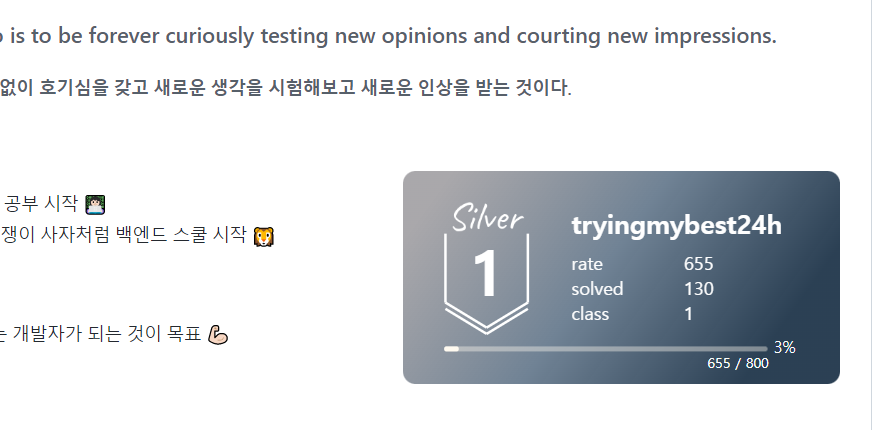 is to be forever curiously testing new opinions and courting new impressions.
없이 호기심을 갖고 새로운 생각을 시험해보고 새로운 인상을 받는 것이다.
공부 시작 👨🏻‍💻
쟁이 사자처럼 백엔드 스쿨 시작 🦁
는 개발자가 되는 것이 목표 💪🏻
Silver
1
tryingmybest24h
rate 655
solved 130
class 1
3%
655 / 800